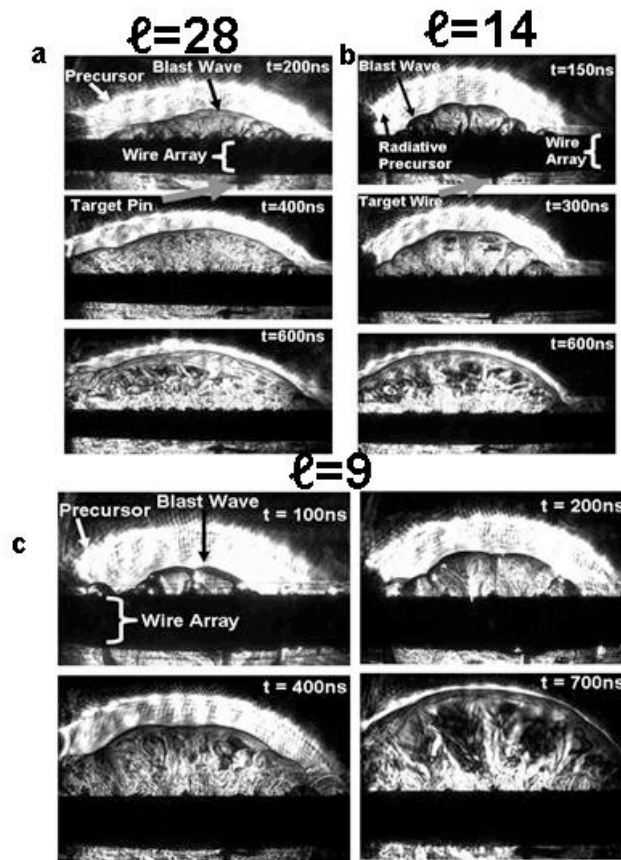 ℓ=28
ℓ=14
a
b
Precursor
Blast Wave
t=200ns
Wire Array
Target Pin
t=400ns
t=600ns
Blast Wave
t=150ns
Radiative
Precursor
Wire
Array
Target Wire
t=300ns
t=600ns
ℓ=9
c
Precursor
Blast Wave
t = 100ns
Wire Array
t = 200ns
t = 400ns
t = 700ns